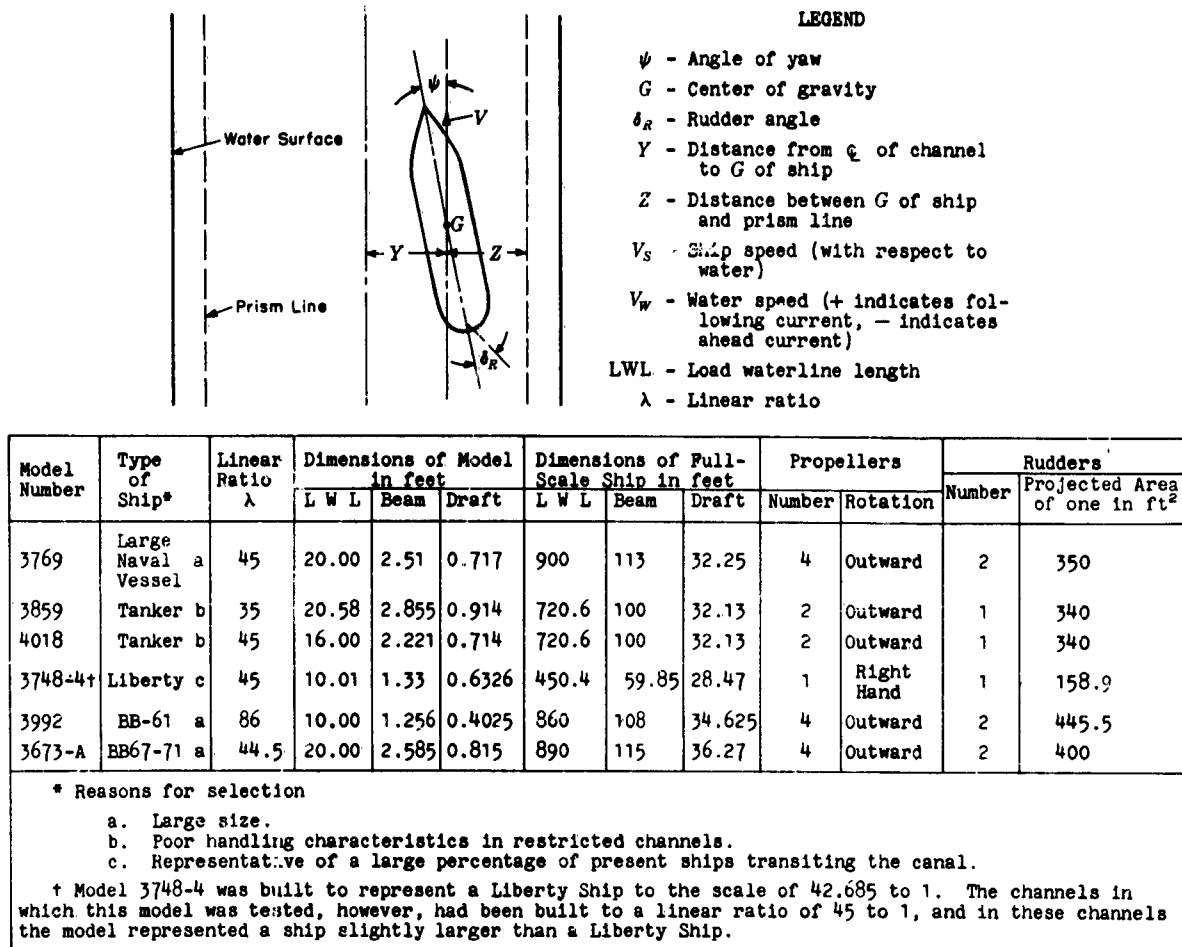 ψ
V
Water Surface
G
Y
Z
Prism Line
δR
LEGEND
ψ - Angle of yaw
G - Center of gravity
δR - Rudder angle
Y - Distance from ℄ of channel
to G of ship
Z - Distance between G of ship
and prism line
VS - Ship speed (with respect to
water)
VW - Water speed (+ indicates fol-
lowing current, — indicates
ahead current)
LWL - Load waterline length
λ - Linear ratio
Model Number Type of Ship* Linear Ratio λ Dimensions of Model in feet Dimensions of Full-Scale Ship in feet Propellers Rudders
L W L Beam Draft L W L Beam Draft Number Rotation Number Projected Area of one in ft²
3769 Large Naval Vessel a 45 20.00 2.51 0.717 900 113 32.25 4 Outward 2 350
3859 Tanker b 35 20.58 2.855 0.914 720.6 100 32.13 2 Outward 1 340
4018 Tanker b 45 16.00 2.221 0.714 720.6 100 32.13 2 Outward 1 340
3748-4† Liberty c 45 10.01 1.33 0.6326 450.4 59.85 28.47 1 Right Hand 1 158.9
3992 BB-61 a 86 10.00 1.256 0.4025 860 108 34.625 4 Outward 2 445.5
3673-A BB67-71 a 44.5 20.00 2.585 0.815 890 115 36.27 4 Outward 2 400
* Reasons for selection
a. Large size.
b. Poor handling characteristics in restricted channels.
c. Representative of a large percentage of present ships transiting the canal.
† Model 3748-4 was built to represent a Liberty Ship to the scale of 42.685 to 1. The channels in
which this model was tested, however, had been built to a linear ratio of 45 to 1, and in these channels
the model represented a ship slightly larger than a Liberty Ship.